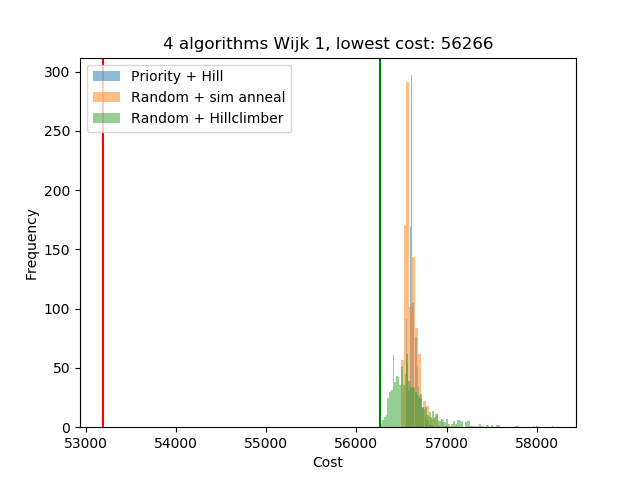 4 algorithms Wijk 1, lowest cost: 56266
Priority + Hill
Random + sim anneal
Random + Hillclimber
Frequency
300
250
200
150
100
50
0
53000 54000 55000 56000 57000 58000
Cost